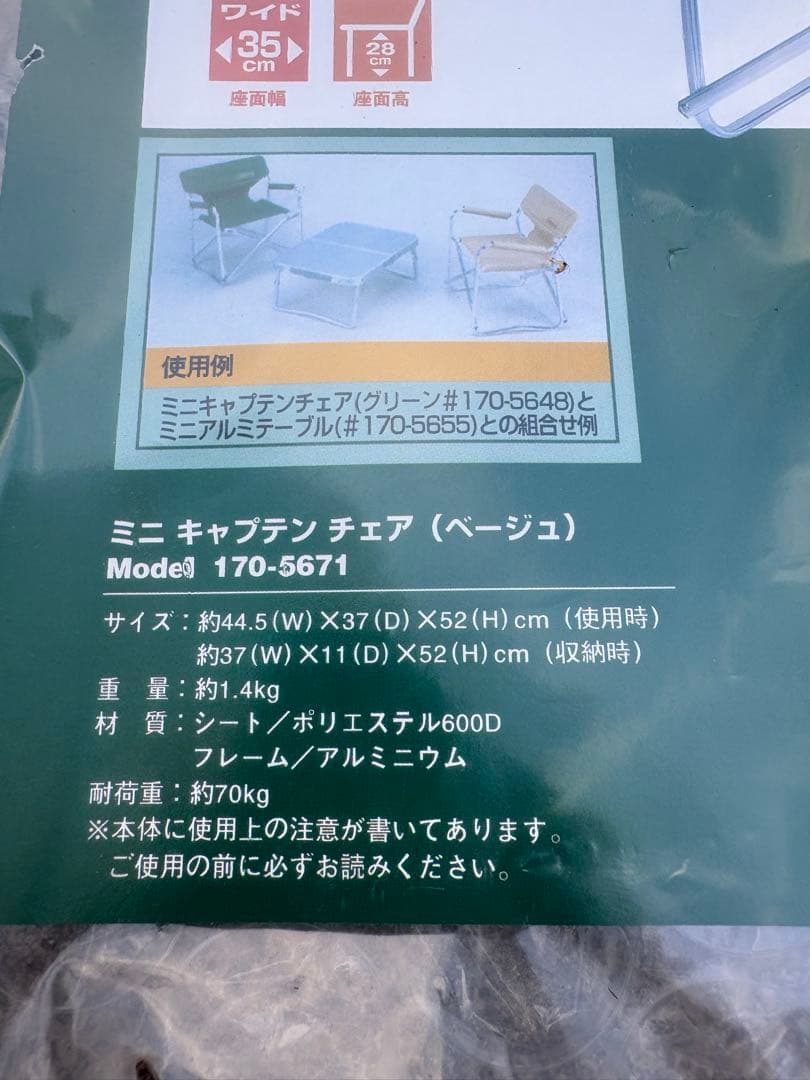 ワイド
35
cm
座面幅
28
cm
座面高
使用例
ミニキャプテンチェア(グリーン#170-5648)と
ミニアルミテーブル(#170-5655)との組合せ例
ミニ キャプテン チェア（ベージュ）
Model 170-5671
サイズ：約44.5(W)×37(D)×52(H)cm（使用時）
約37(W)×11(D)×52(H)cm（収納時）
重 量：約1.4kg
材 質：シート／ポリエステル600D
フレーム／アルミニウム
耐荷重：約70kg
※本体に使用上の注意が書いてあります。
ご使用の前に必ずお読みください。